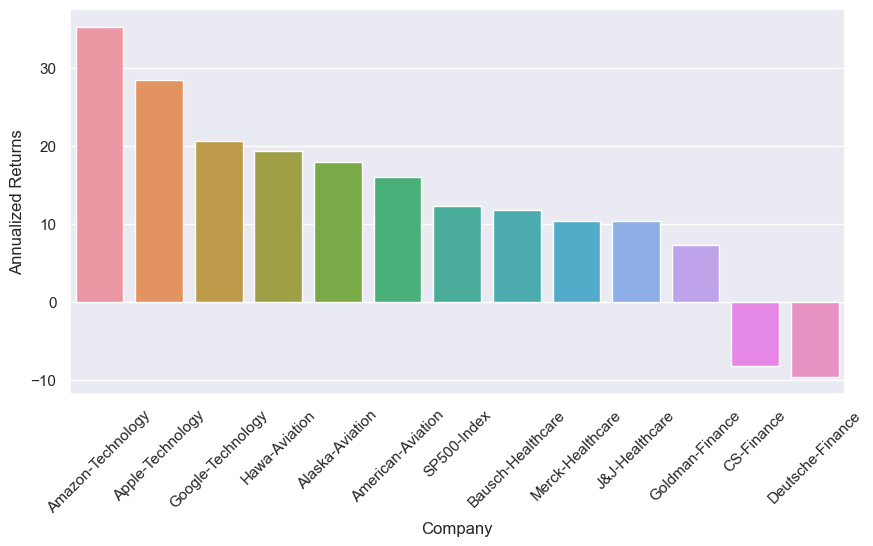 Annualized Returns
30
20
10
0
−10
Amazon-Technology
Apple-Technology
Google-Technology
Hawa-Aviation
Alaska-Aviation
American-Aviation
SP500-Index
Bausch-Healthcare
Merck-Healthcare
J&J-Healthcare
Goldman-Finance
CS-Finance
Deutsche-Finance
Company